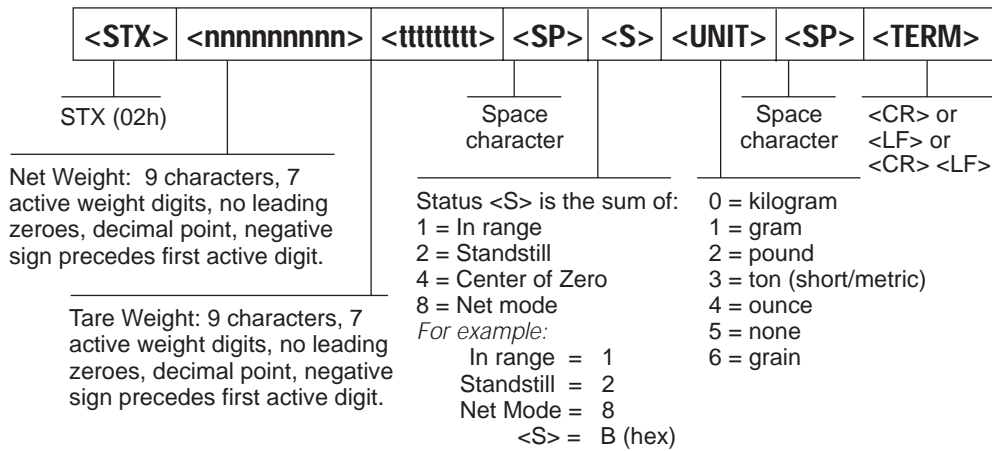 <STX> <nnnnnnnnn> <ttttttttt> <SP> <S> <UNIT> <SP> <TERM>
STX (02h)
Space
character
Space
character
<CR> or
<LF> or
<CR> <LF>
Net Weight: 9 characters, 7
active weight digits, no leading
zeroes, decimal point, negative
sign precedes first active digit.
Tare Weight: 9 characters, 7
active weight digits, no leading
zeroes, decimal point, negative
sign precedes first active digit.
Status <S> is the sum of:
1 = In range
2 = Standstill
4 = Center of Zero
8 = Net mode
For example:
In range = 1
Standstill = 2
Net Mode = 8
<S> = B (hex)
0 = kilogram
1 = gram
2 = pound
3 = ton (short/metric)
4 = ounce
5 = none
6 = grain